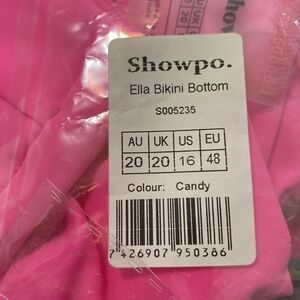 Showpo.
Ella Bikini Bottom
S005235
AU UK US EU
20 20 16 48
Colour: Candy
7 426907 950386